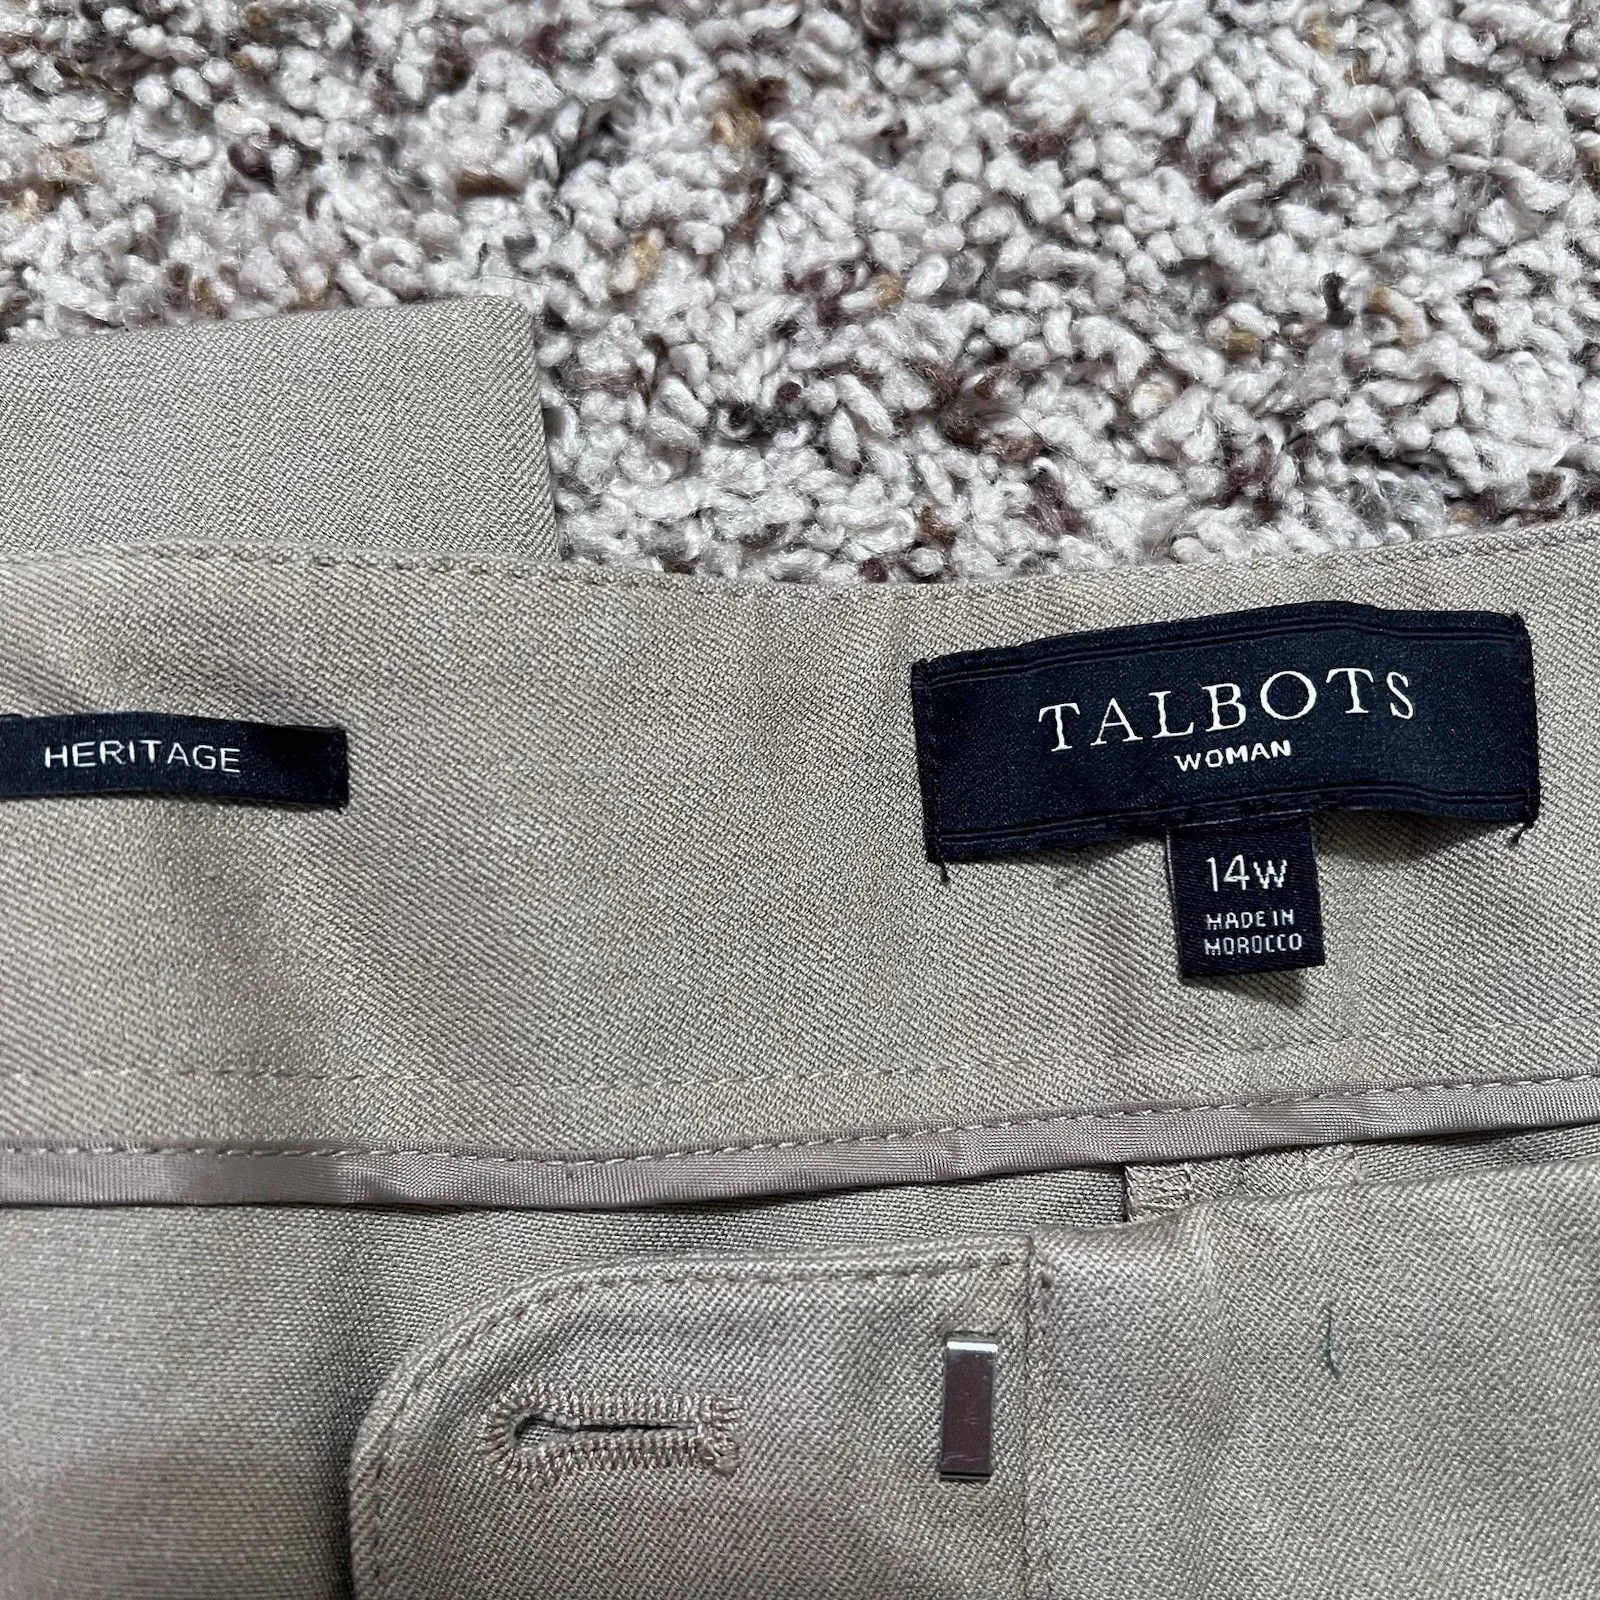 HERITAGE
TALBOTS
WOMAN
14W
MADE IN
MOROCCO